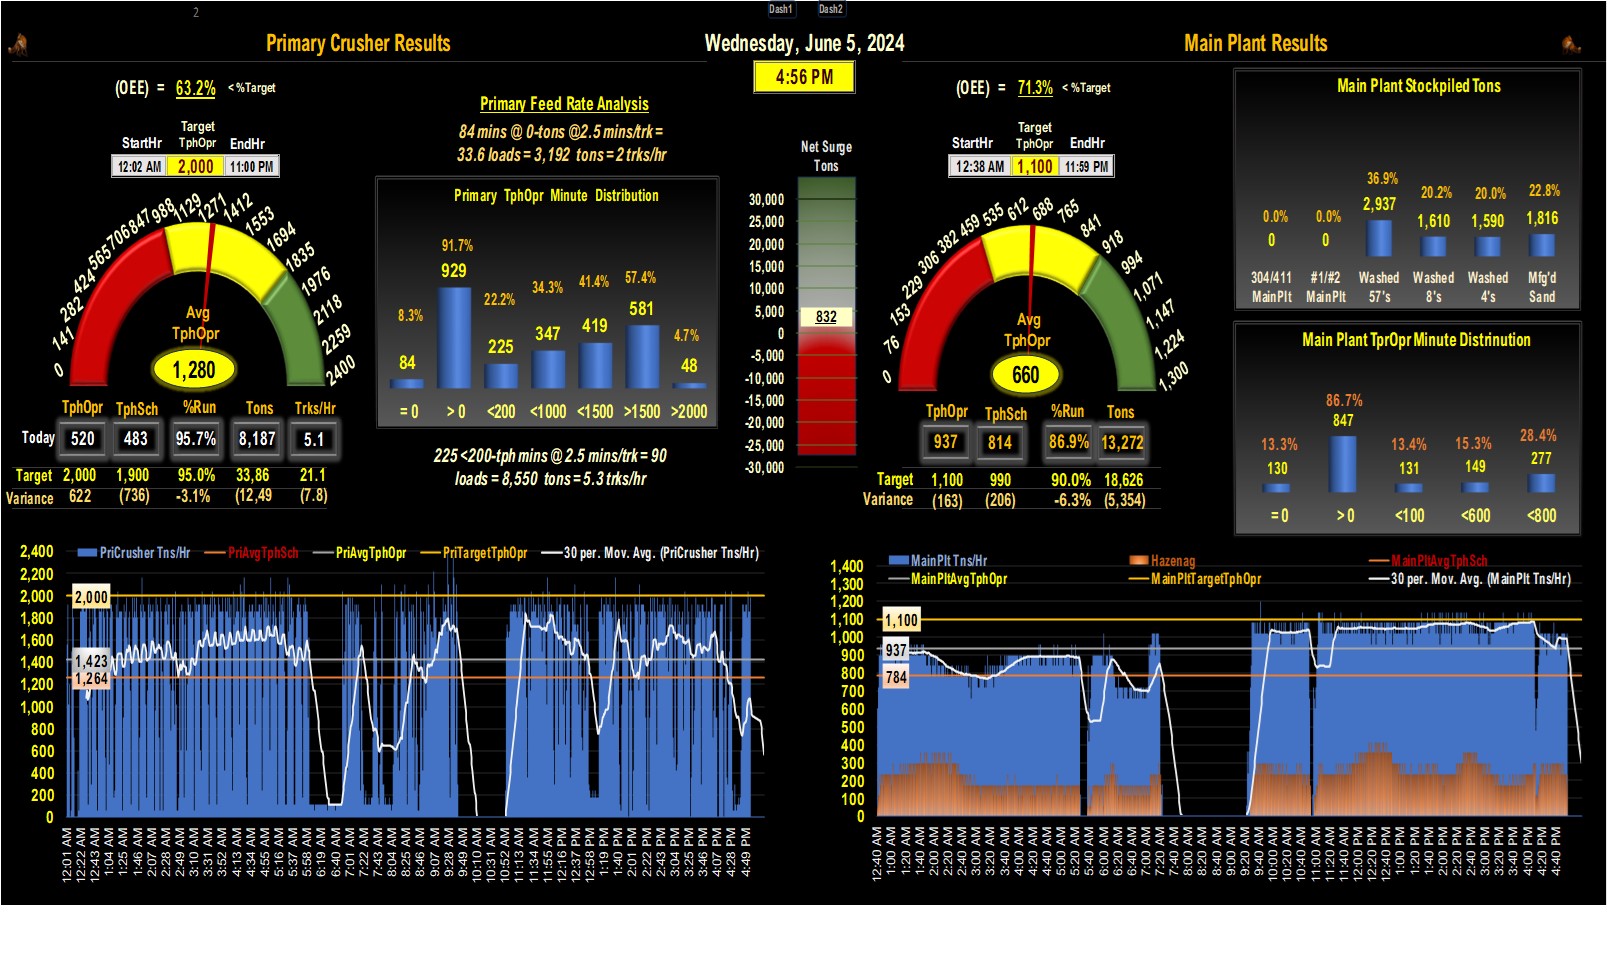 2
Dash1 Dash2
Primary Crusher Results
Wednesday, June 5, 2024
Main Plant Results
4:56 PM
(OEE) = 63.2% < %Target
Target
StartHr TphOpr EndHr
12:02 AM 2,000 11:00 PM
0 141 282 424 565 706 847 988 1129 1271 1412 1553 1694 1835 1976 2118 2259 2400
Avg
TphOpr
1,280
TphOpr TphSch %Run Tons Trks/Hr
Today 520 483 95.7% 8,187 5.1
Target 2,000 1,900 95.0% 33,86 21.1
Variance 622 (736) -3.1% (12,49 (7.8)
Primary Feed Rate Analysis
84 mins @ 0-tons @2.5 mins/trk =
33.6 loads = 3,192 tons = 2 trks/hr
Primary TphOpr Minute Distribution
8.3% 91.7% 22.2% 34.3% 41.4% 57.4% 4.7%
84 929 225 347 419 581 48
= 0 > 0 <200 <1000 <1500 >1500 >2000
225 <200-tph mins @ 2.5 mins/trk = 90
loads = 8,550 tons = 5.3 trks/hr
Net Surge
Tons
30,000
25,000
20,000
15,000
10,000
5,000
832
0
-5,000
-10,000
-15,000
-20,000
-25,000
-30,000
(OEE) = 71.3% < %Target
Target
StartHr TphOpr EndHr
12:38 AM 1,100 11:59 PM
0 76 153 229 306 382 459 535 612 688 765 841 918 994 1,071 1,147 1,224 1,300
Avg
TphOpr
660
TphOpr TphSch %Run Tons
937 814 86.9% 13,272
Target 1,100 990 90.0% 18,626
Variance (163) (206) -6.3% (5,354)
Main Plant Stockpiled Tons
0.0% 0.0% 36.9% 20.2% 20.0% 22.8%
0 0 2,937 1,610 1,590 1,816
304/411 #1/#2 Washed Washed Washed Mfg'd
MainPlt MainPlt 57's 8's 4's Sand
Main Plant TprOpr Minute Distrinution
13.3% 86.7% 13.4% 15.3% 28.4%
130 847 131 149 277
= 0 > 0 <100 <600 <800
PriCrusher Tns/Hr PriAvgTphSch PriAvgTphOpr PriTargetTphOpr 30 per. Mov. Avg. (PriCrusher Tns/Hr)
2,400
2,200
2,000
1,800
1,600
1,400
1,200
1,000
800
600
400
200
0
2,000
1,423
1,264
12:01 AM 12:22 AM 12:43 AM 1:04 AM 1:25 AM 1:46 AM 2:07 AM 2:28 AM 2:49 AM 3:10 AM 3:31 AM 3:52 AM 4:13 AM 4:34 AM 4:55 AM 5:16 AM 5:37 AM 5:58 AM 6:19 AM 6:40 AM 7:01 AM 7:22 AM 7:43 AM 8:04 AM 8:25 AM 8:46 AM 9:07 AM 9:28 AM 9:49 AM 10:10 AM 10:31 AM 10:52 AM 11:13 AM 11:34 AM 11:55 AM 12:16 PM 12:37 PM 12:58 PM 1:19 PM 1:40 PM 2:01 PM 2:22 PM 2:43 PM 3:04 PM 3:25 PM 3:46 PM 4:07 PM 4:28 PM 4:49 PM
MainPlt Tns/Hr Hazenag MainPltAvgTphSch
MainPltAvgTphOpr MainPltTargetTphOpr 30 per. Mov. Avg. (MainPlt Tns/Hr)
1,400
1,300
1,200
1,100
1,000
900
800
700
600
500
400
300
200
100
0
1,100
937
784
12:40 AM 1:00 AM 1:20 AM 1:40 AM 2:00 AM 2:20 AM 2:40 AM 3:00 AM 3:20 AM 3:40 AM 4:00 AM 4:20 AM 4:40 AM 5:00 AM 5:20 AM 5:40 AM 6:00 AM 6:20 AM 6:40 AM 7:00 AM 7:20 AM 7:40 AM 8:00 AM 8:20 AM 8:40 AM 9:00 AM 9:20 AM 9:40 AM 10:00 AM 10:20 AM 10:40 AM 11:00 AM 11:20 AM 11:40 AM 12:00 PM 12:20 PM 12:40 PM 1:00 PM 1:20 PM 1:40 PM 2:00 PM 2:20 PM 2:40 PM 3:00 PM 3:20 PM 3:40 PM 4:00 PM 4:20 PM 4:40 PM